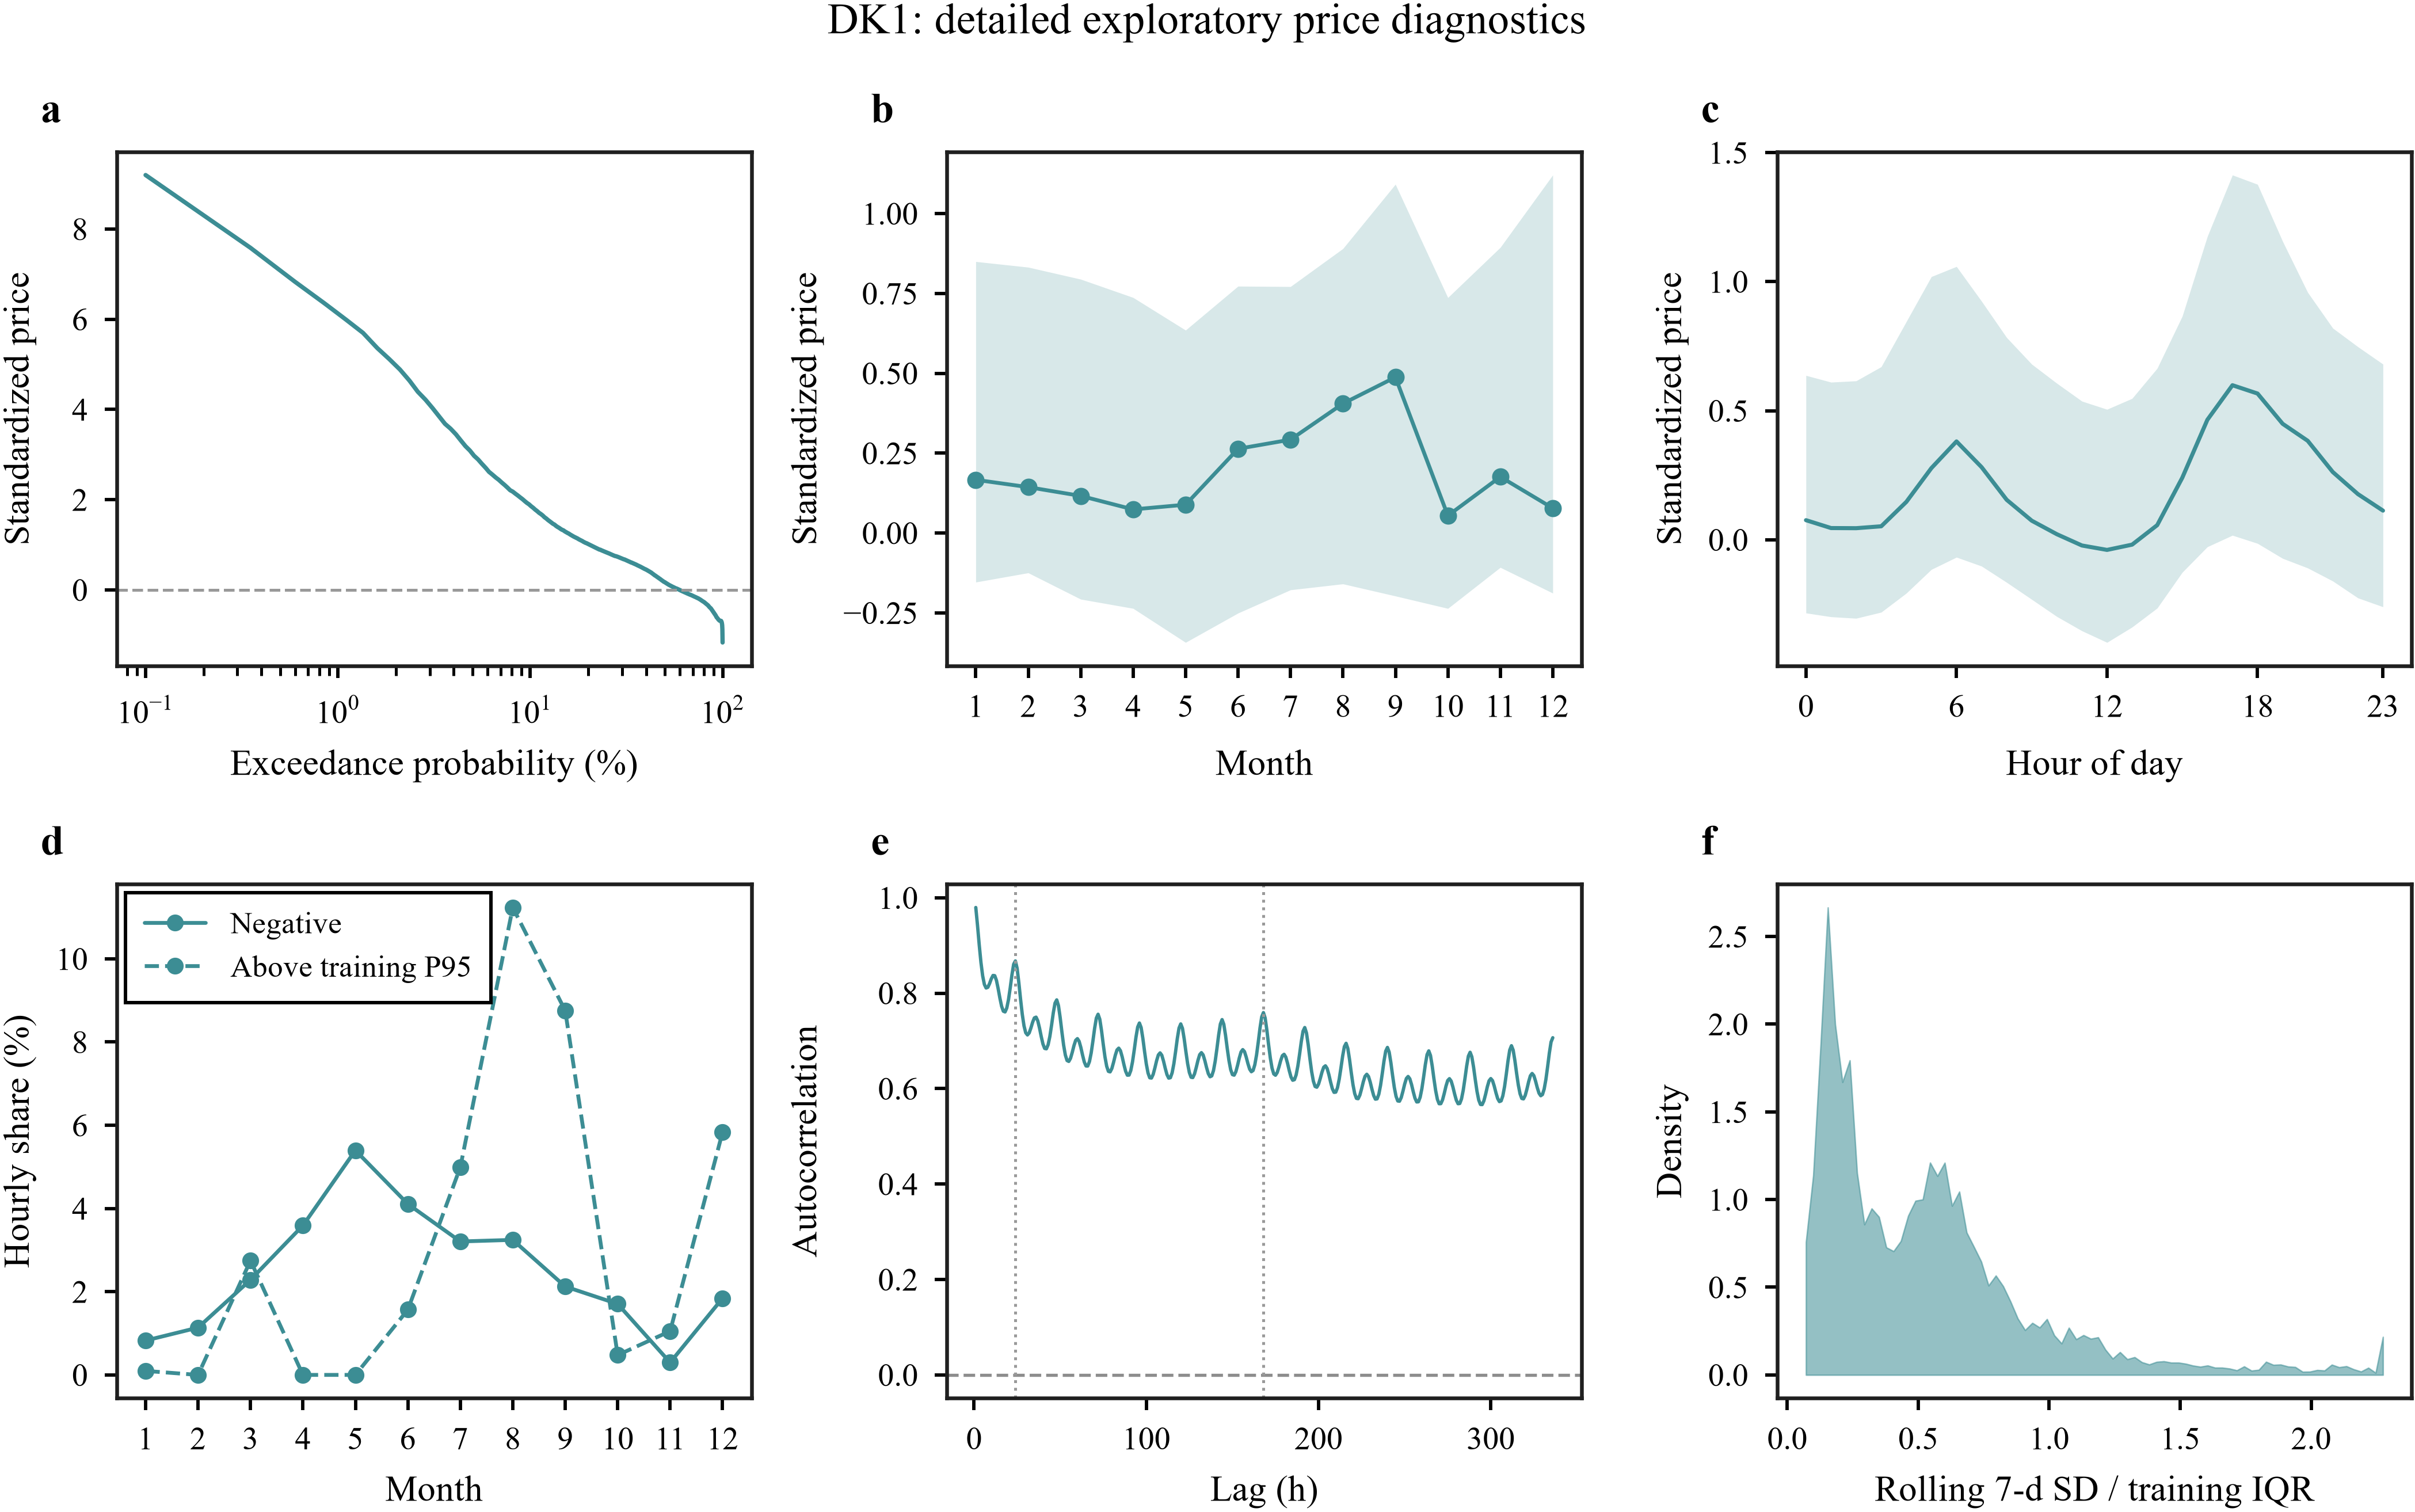 DK1: detailed exploratory price diagnostics
a
Standardized price
8
6
4
2
0
10⁻¹ 10⁰ 10¹ 10²
Exceedance probability (%)
b
Standardized price
1.00
0.75
0.50
0.25
0.00
−0.25
1 2 3 4 5 6 7 8 9 10 11 12
Month
c
Standardized price
1.5
1.0
0.5
0.0
0 6 12 18 23
Hour of day
d
Hourly share (%)
Negative
Above training P95
10
8
6
4
2
0
1 2 3 4 5 6 7 8 9 10 11 12
Month
e
Autocorrelation
1.0
0.8
0.6
0.4
0.2
0.0
0 100 200 300
Lag (h)
f
Density
2.5
2.0
1.5
1.0
0.5
0.0
0.0 0.5 1.0 1.5 2.0
Rolling 7-d SD / training IQR